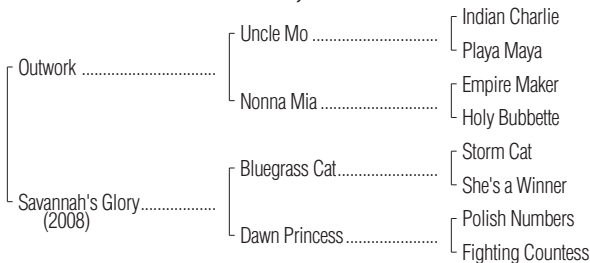 Indian Charlie
Uncle Mo ..............................
Playa Maya
Outwork ................................
Empire Maker
Nonna Mia ............................
Holy Bubbette
Storm Cat
Bluegrass Cat........................
She's a Winner
Savannah's Glory..................
(2008)
Polish Numbers
Dawn Princess......................
Fighting Countess